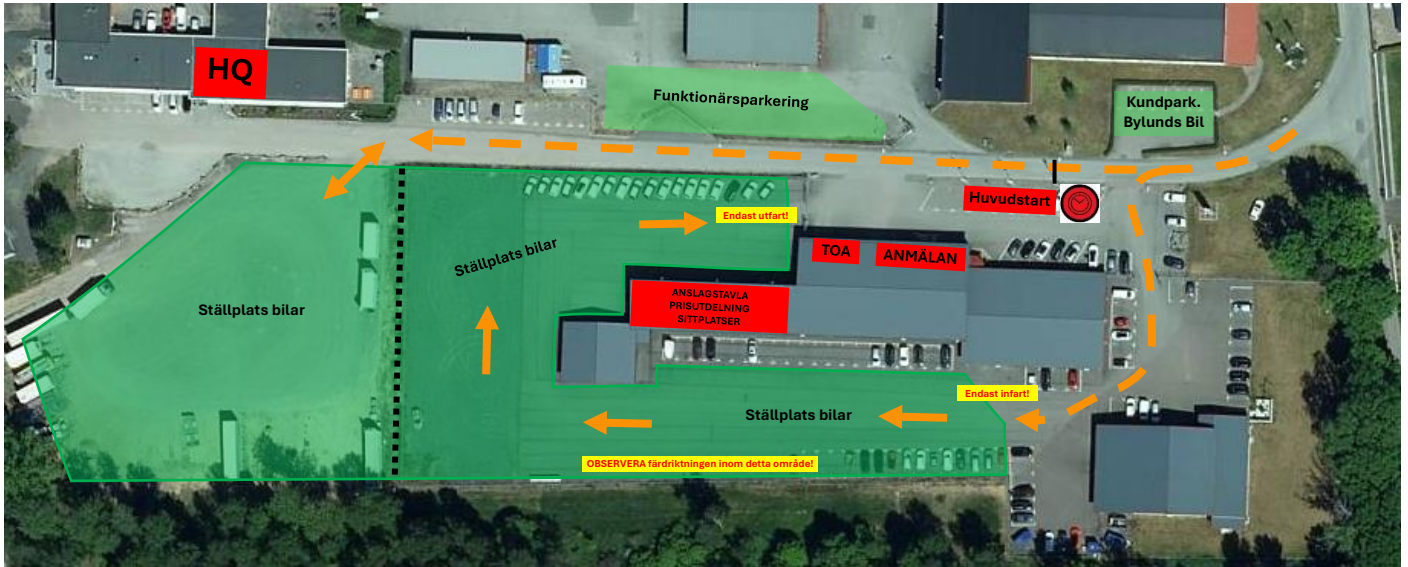 HQ
Funktionärsparkering
Kundpark.
Bylunds Bil
Huvudstart
Endast utfart!
Ställplats bilar
TOA
ANMÄLAN
ANSLAGSTAVLA
PRISUTDELNING
SITTPLATSER
Ställplats bilar
Endast infart!
Ställplats bilar
OBSERVERA färdriktningen inom detta område!